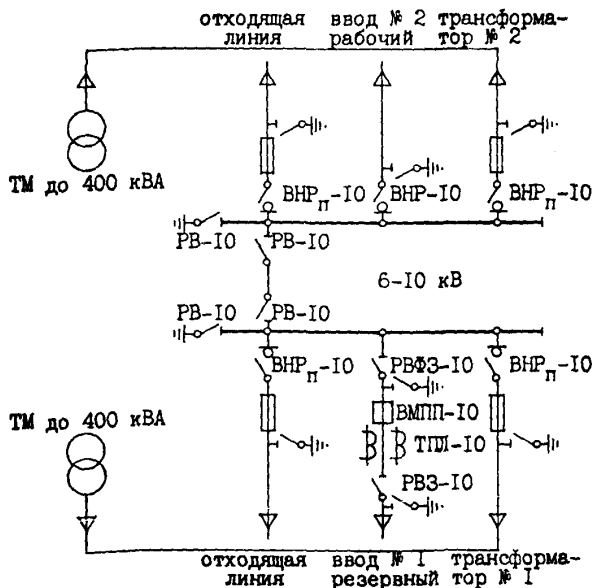 отходящая ввод № 2 трансформа-
линия рабочий тор № 2
ТМ до 400 кВА
ВНРп-10 ВНР-10 ВНРп-10
РВ-10 РВ-10
6-10 кВ
РВ-10 РВ-10
ВНРп-10 РВФЗ-10 ВНРп-10
ВМПП-10
ТМ до 400 кВА
ТПЛ-10
РВЗ-10
отходящая ввод № 1 трансформа-
линия резервный тор № 1